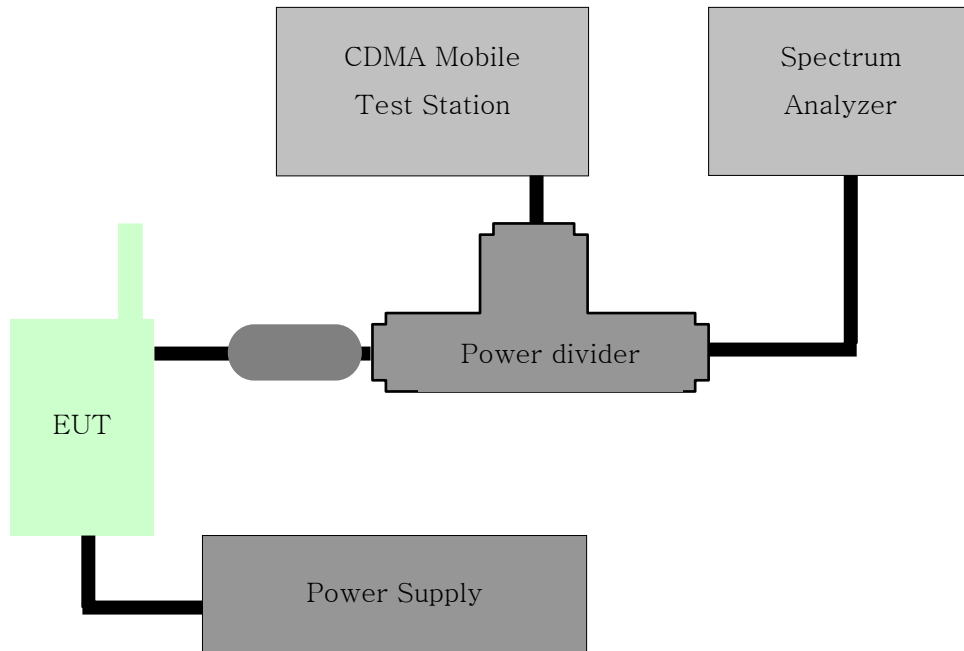 CDMA Mobile
Test Station
Spectrum
Analyzer
Power divider
EUT
Power Supply